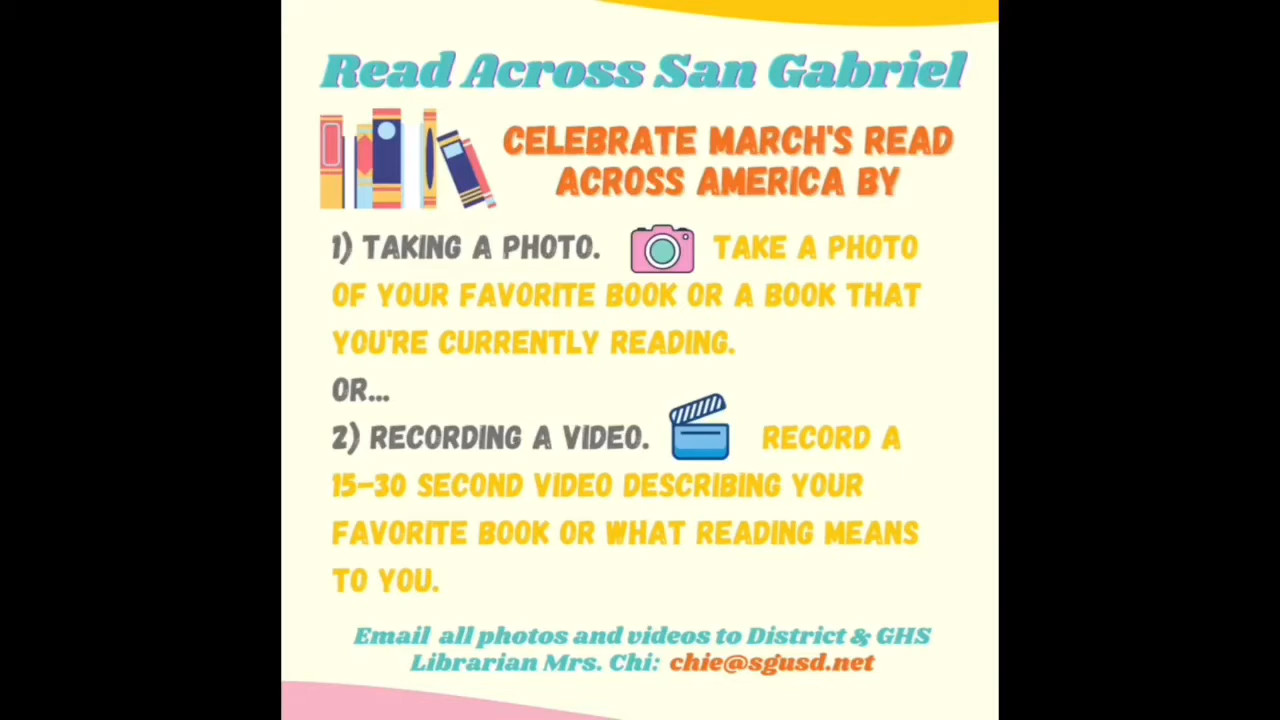 Read Across San Gabriel
CELEBRATE MARCH'S READ
ACROSS AMERICA BY
1) TAKING A PHOTO. TAKE A PHOTO
OF YOUR FAVORITE BOOK OR A BOOK THAT
YOU'RE CURRENTLY READING.
OR...
2) RECORDING A VIDEO. RECORD A
15-30 SECOND VIDEO DESCRIBING YOUR
FAVORITE BOOK OR WHAT READING MEANS
TO YOU.
Email all photos and videos to District & GHS
Librarian Mrs. Chi: chie@sgusd.net